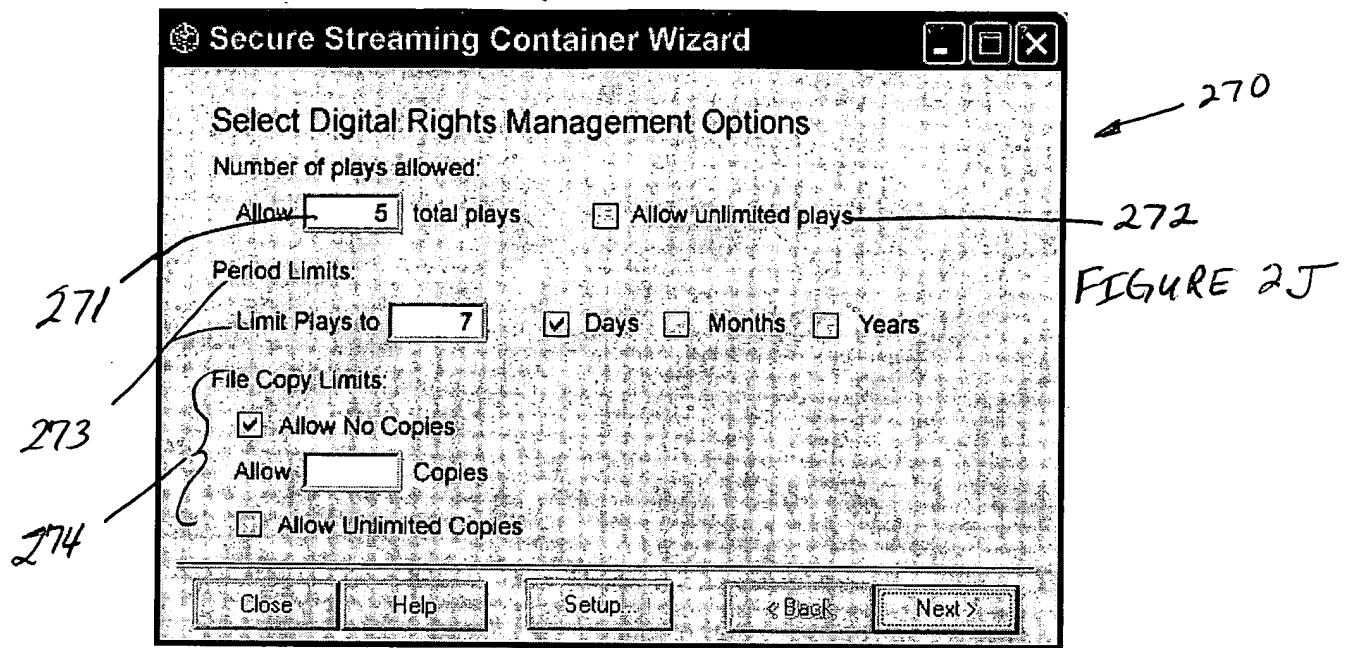 Secure Streaming Container Wizard
270
Select Digital Rights Management Options
Number of plays allowed:
Allow 5 total plays Allow unlimited plays
272
271
Period Limits:
FIGURE 2J
Limit Plays to 7 Days Months Years
273
File Copy Limits:
Allow No Copies
Allow Copies
274
Allow Unlimited Copies
Close Help Setup... < Back Next >